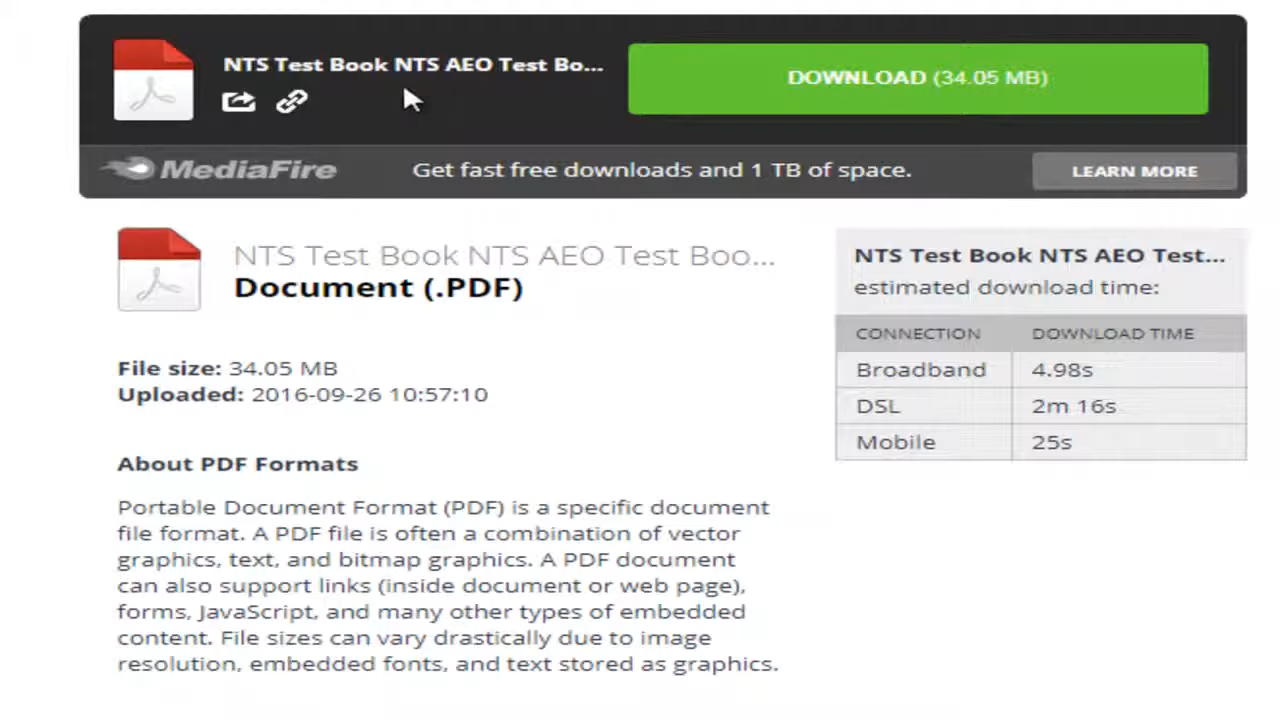 NTS Test Book NTS AEO Test Bo...
DOWNLOAD (34.05 MB)
MediaFire
Get fast free downloads and 1 TB of space.
LEARN MORE
NTS Test Book NTS AEO Test Boo...
Document (.PDF)
File size: 34.05 MB
Uploaded: 2016-09-26 10:57:10
About PDF Formats
Portable Document Format (PDF) is a specific document
file format. A PDF file is often a combination of vector
graphics, text, and bitmap graphics. A PDF document
can also support links (inside document or web page),
forms, JavaScript, and many other types of embedded
content. File sizes can vary drastically due to image
resolution, embedded fonts, and text stored as graphics.
NTS Test Book NTS AEO Test...
estimated download time:
CONNECTION DOWNLOAD TIME
Broadband 4.98s
DSL 2m 16s
Mobile 25s